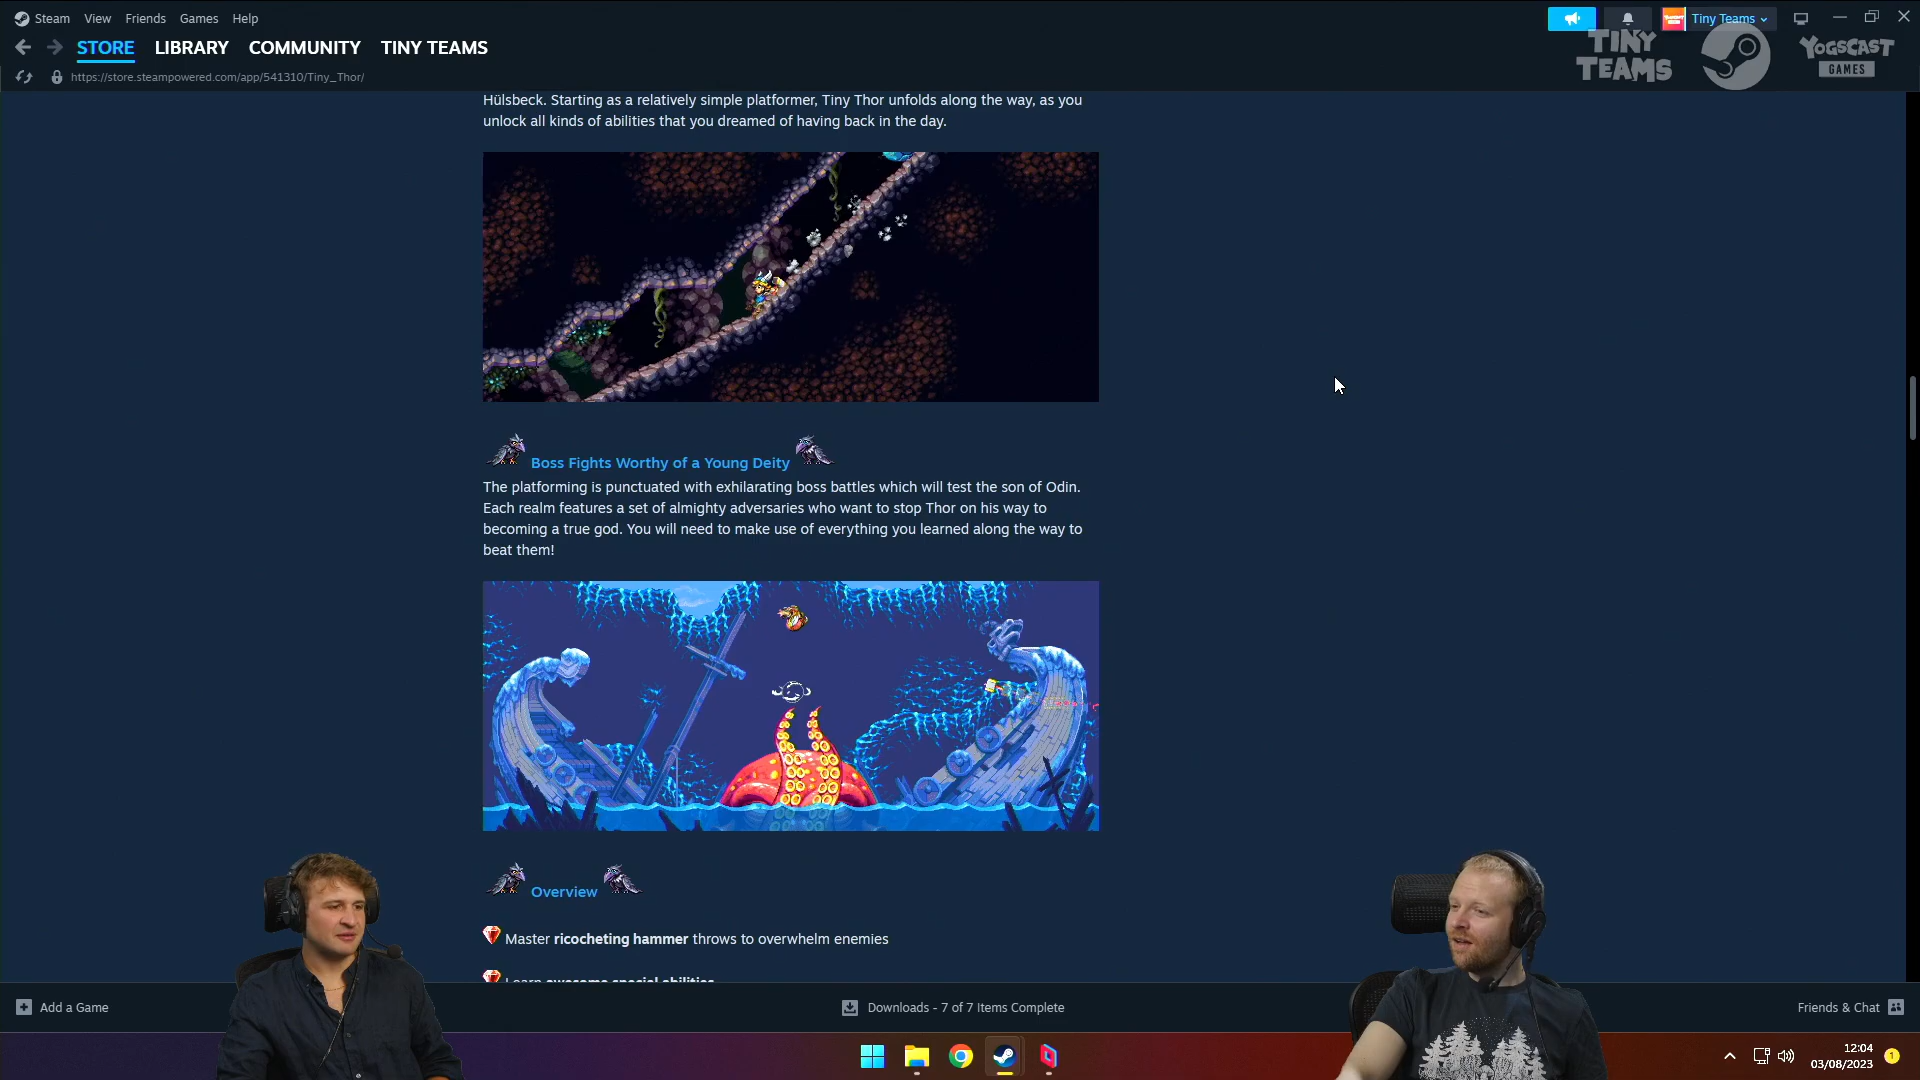 Steam View Friends Games Help
Tiny Teams
STORE LIBRARY COMMUNITY TINY TEAMS
TINY TEAMS
YOGSCAST GAMES
https://store.steampowered.com/app/541310/Tiny_Thor/
Hülsbeck. Starting as a relatively simple platformer, Tiny Thor unfolds along the way, as you
unlock all kinds of abilities that you dreamed of having back in the day.
Boss Fights Worthy of a Young Deity
The platforming is punctuated with exhilarating boss battles which will test the son of Odin.
Each realm features a set of almighty adversaries who want to stop Thor on his way to
becoming a true god. You will need to make use of everything you learned along the way to
beat them!
Overview
Master ricocheting hammer throws to overwhelm enemies
Learn awesome special abilities
Add a Game
Downloads - 7 of 7 Items Complete
Friends & Chat
12:04
03/08/2023
1